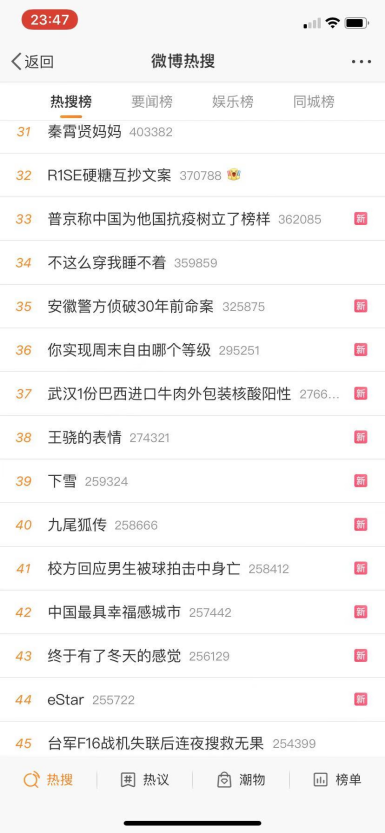 23:47
返回 微博热搜
热搜榜 要闻榜 娱乐榜 同城榜
31 秦霄贤妈妈 403382
32 R1SE硬糖互抄文案 370788
33 普京称中国为他国抗疫树立了榜样 362085 新
34 不这么穿我睡不着 359859
35 安徽警方侦破30年前命案 325875 新
36 你实现周末自由哪个等级 295251 新
37 武汉1份巴西进口牛肉外包装核酸阳性 2766... 新
38 王骁的表情 274321 新
39 下雪 259324 新
40 九尾狐传 258666 新
41 校方回应男生被球拍击中身亡 258412 新
42 中国最具幸福感城市 257442 新
43 终于有了冬天的感觉 256129 新
44 eStar 255722 新
45 台军F16战机失联后连夜搜救无果 254399
热搜 热议 潮物 榜单